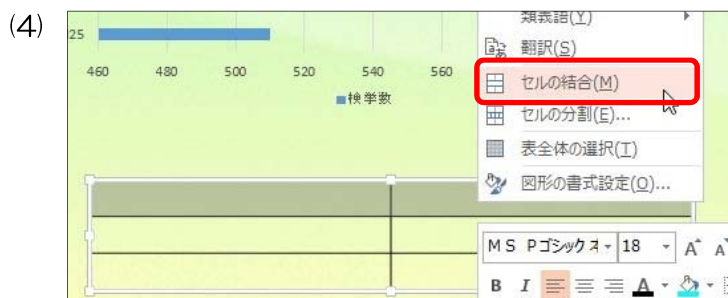 (4)
類義語(Y)
25
翻訳(S)
460 480 500 520 540 560
セルの結合(M)
■検挙数
セルの分割(E)...
表全体の選択(T)
図形の書式設定(O)...
ＭＳ Ｐゴシック 18 A A
B I A